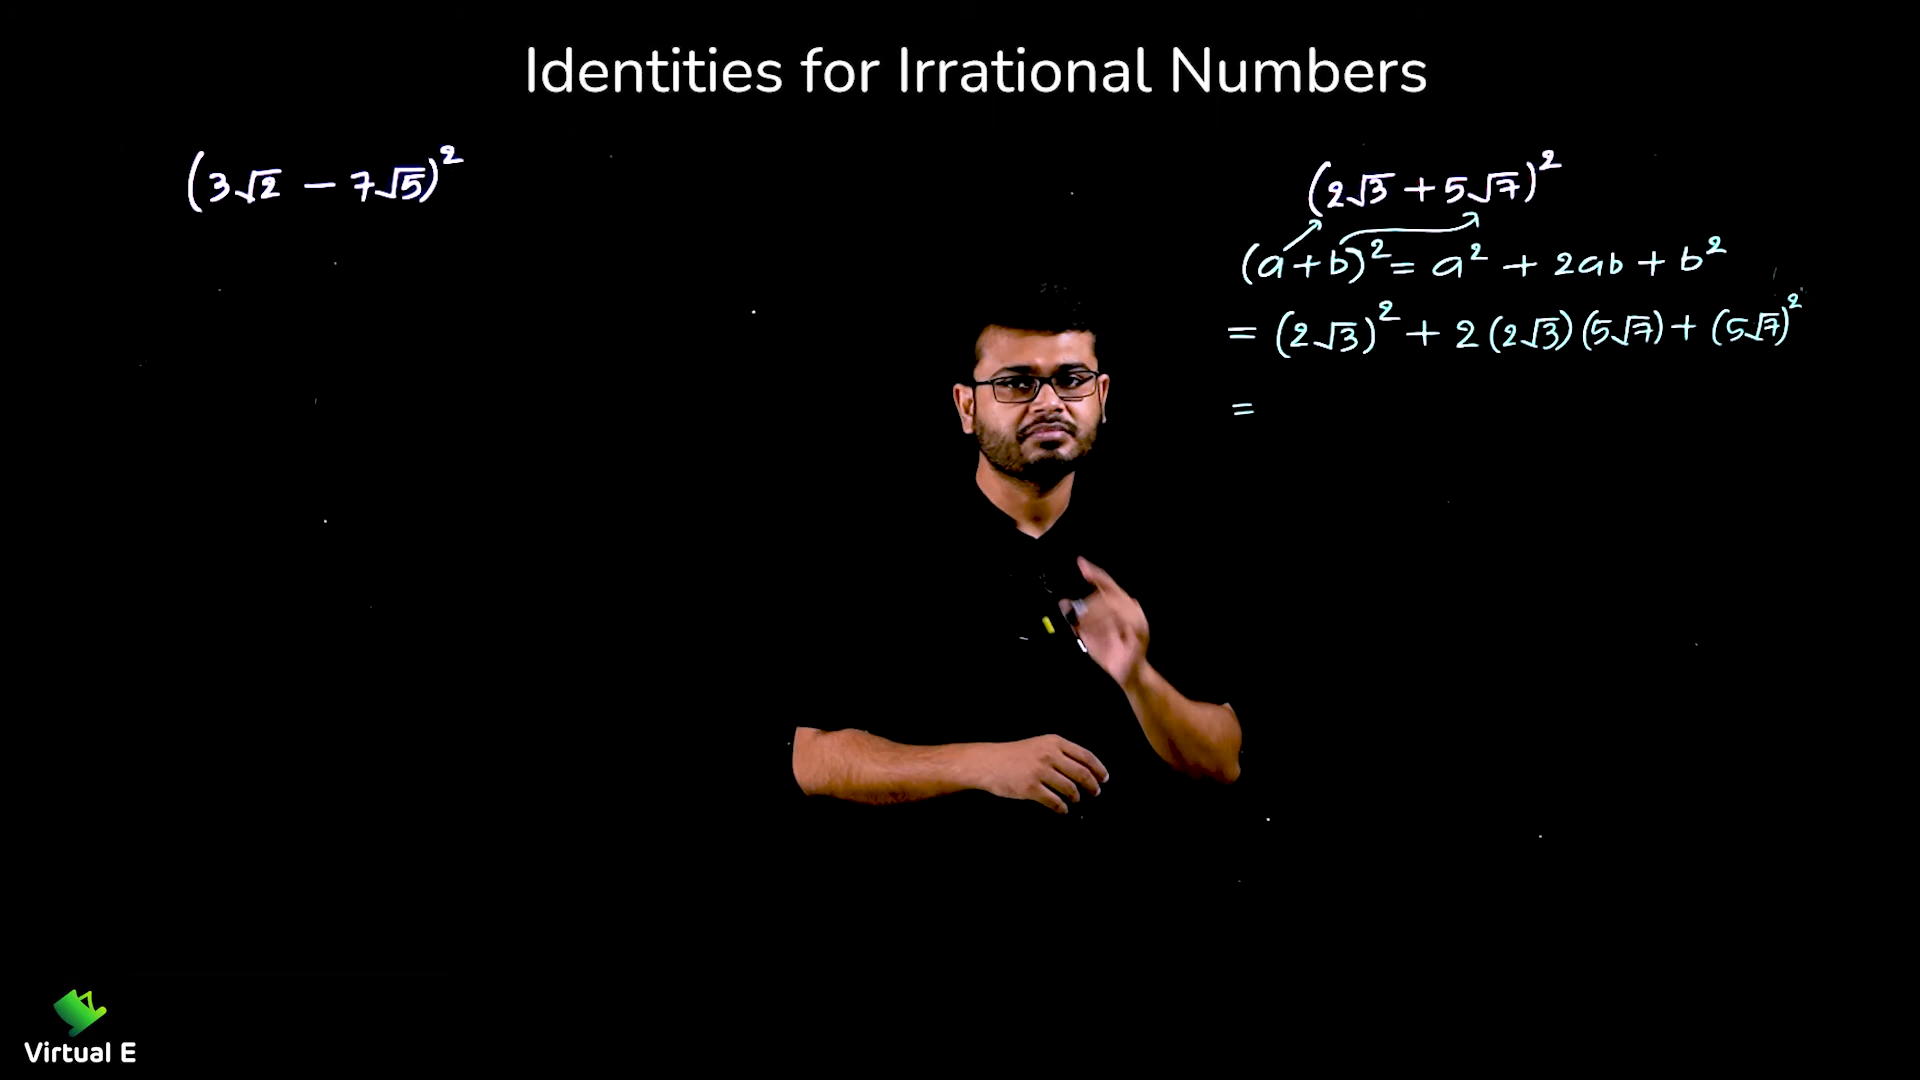 Identities for Irrational Numbers
(3√2 − 7√5)²
(2√3 + 5√7)²
(a+b)² = a² + 2ab + b²
= (2√3)² + 2(2√3)(5√7) + (5√7)²
=
Virtual E